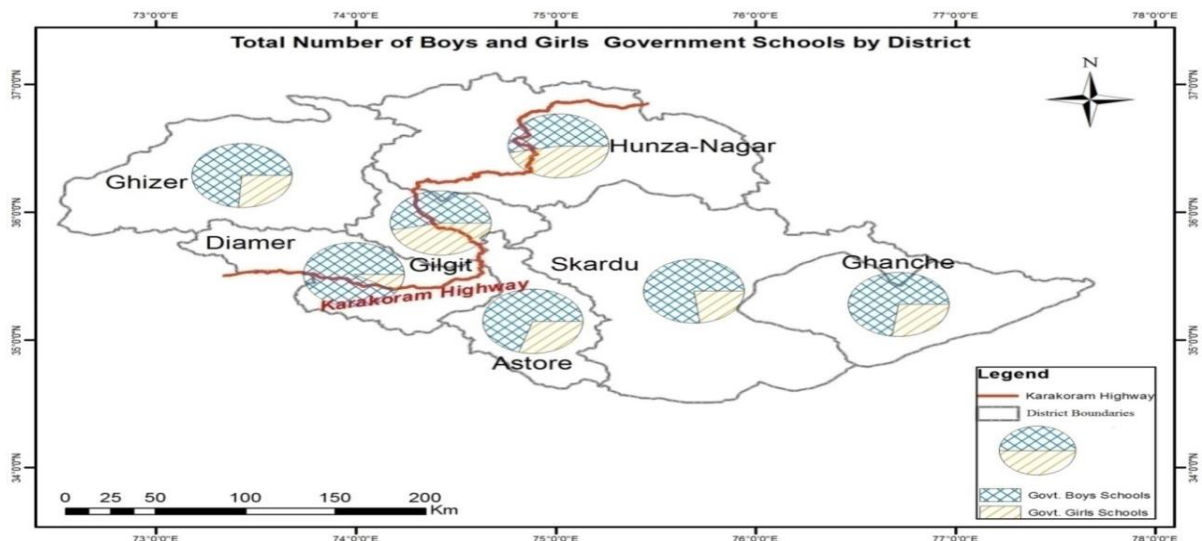 73°0'0"E 74°0'0"E 75°0'0"E 76°0'0"E 77°0'0"E 78°0'0"E
Total Number of Boys and Girls Government Schools by District
N
37°0'0"N 37°0'0"N
Hunza-Nagar
Ghizer
36°0'0"N 36°0'0"N
Diamer
Gilgit
Skardu
Ghanche
Karakoram Highway
35°0'0"N 35°0'0"N
Astore
Legend
Karakoram Highway
District Boundaries
34°0'0"N 34°0'0"N
Govt. Boys Schools
Govt. Girls Schools
0 25 50 100 150 200
Km
73°0'0"E 74°0'0"E 75°0'0"E 76°0'0"E 77°0'0"E 78°0'0"E